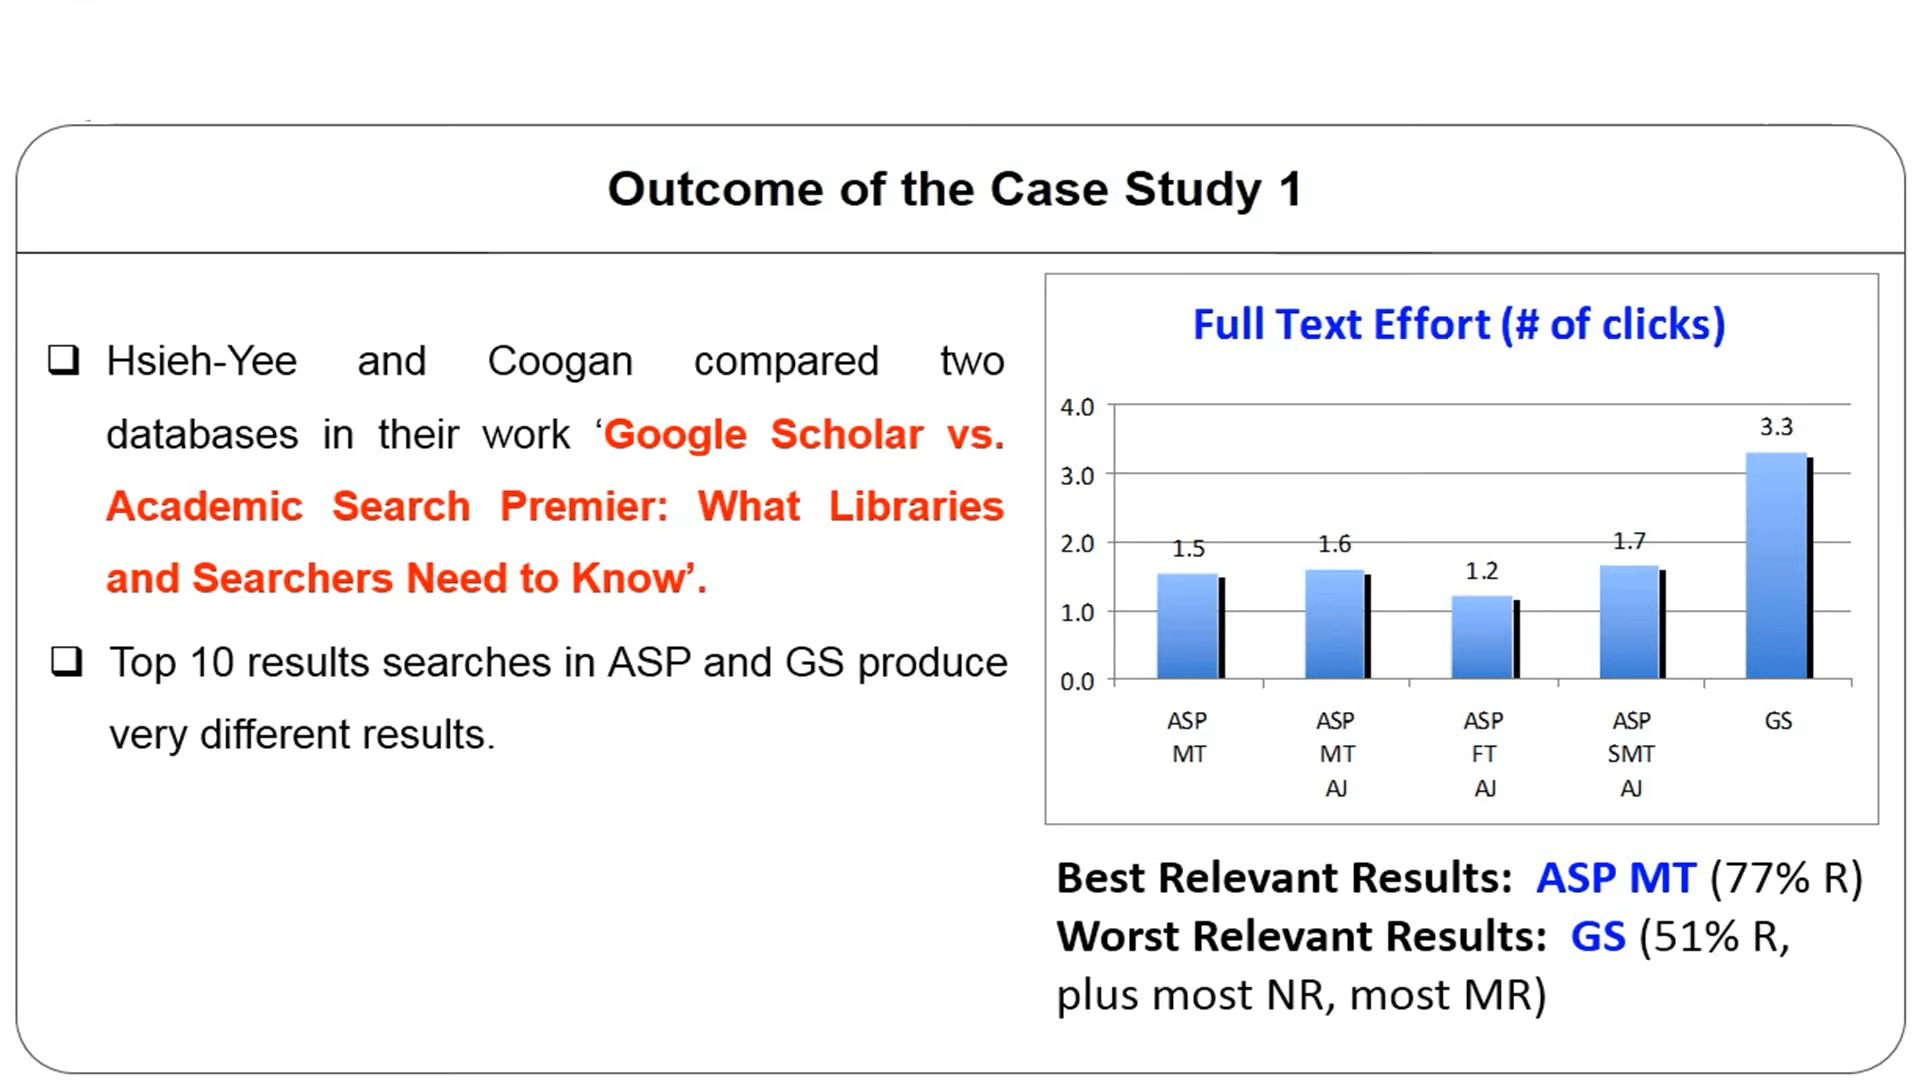 Outcome of the Case Study 1
❑ Hsieh-Yee and Coogan compared two
databases in their work ‘Google Scholar vs.
Academic Search Premier: What Libraries
and Searchers Need to Know’.
❑ Top 10 results searches in ASP and GS produce
very different results.
Full Text Effort (# of clicks)
4.0
3.0
2.0
1.0
0.0
1.5
1.6
1.2
1.7
3.3
ASP MT
ASP MT AJ
ASP FT AJ
ASP SMT AJ
GS
Best Relevant Results: ASP MT (77% R)
Worst Relevant Results: GS (51% R,
plus most NR, most MR)